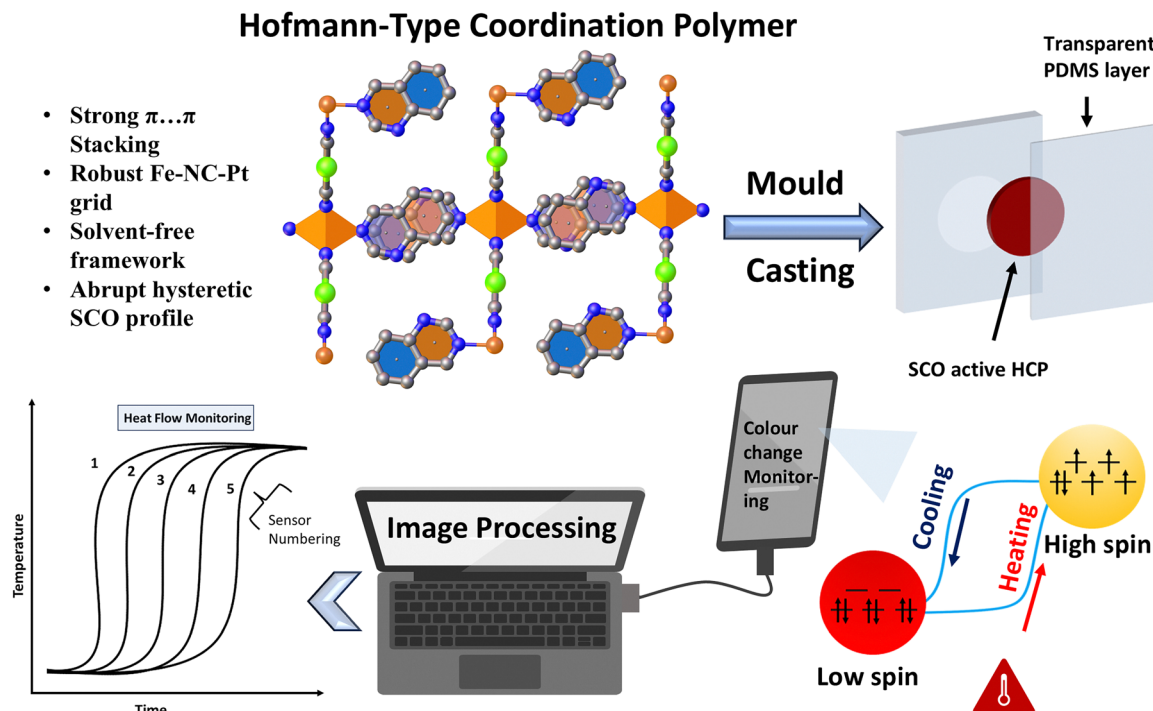 Hofmann-Type Coordination Polymer
• Strong π…π
Stacking
• Robust Fe-NC-Pt
grid
• Solvent-free
framework
• Abrupt hysteretic
SCO profile
Mould
Casting
Transparent
PDMS layer
SCO active HCP
Heat Flow Monitoring
1
2
3
4
5
Sensor
Numbering
Temperature
Time
Image Processing
Colour
change
Monitor-
ing
Cooling
Heating
High spin
Low spin